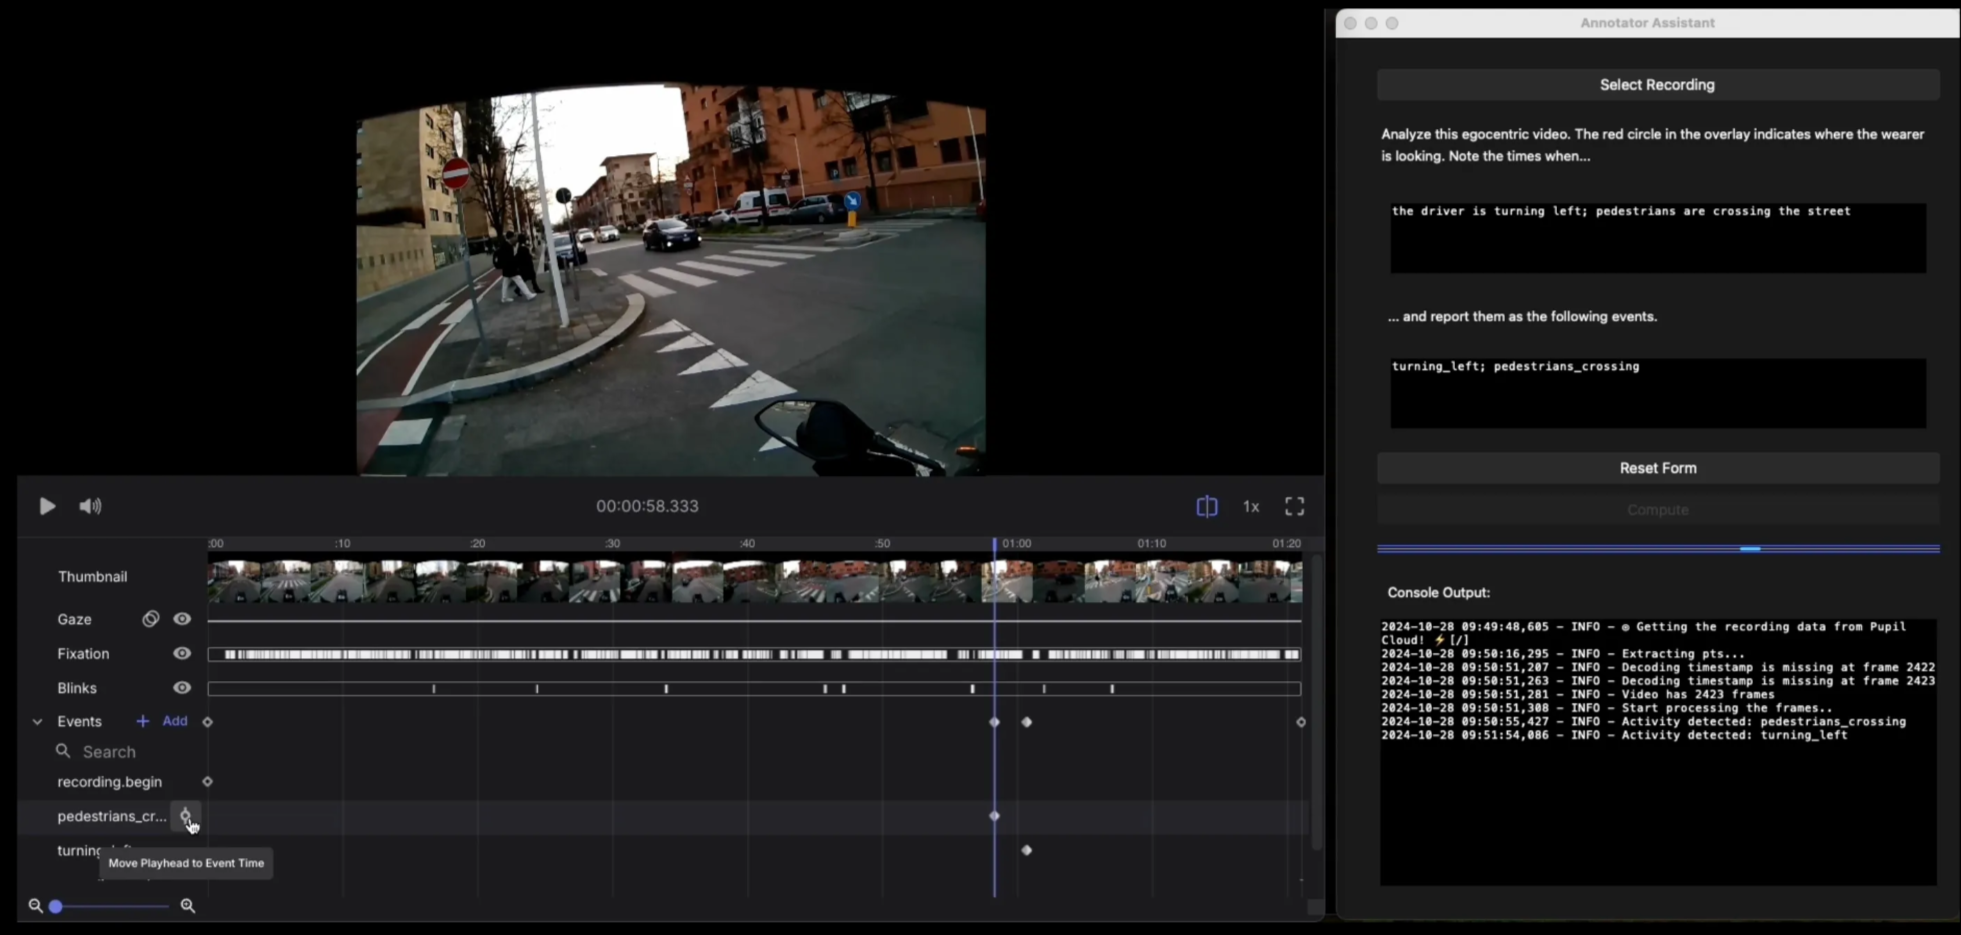 00:00:58.333
1x
:00
:10
:20
:30
:40
:50
01:00
01:10
01:20
Thumbnail
Gaze
Fixation
Blinks
Events
+ Add
Search
recording.begin
pedestrians_cr...
turning
Move Playhead to Event Time
Annotator Assistant
Select Recording
Analyze this egocentric video. The red circle in the overlay indicates where the wearer
is looking. Note the times when...
the driver is turning left; pedestrians are crossing the street
... and report them as the following events.
turning_left; pedestrians_crossing
Reset Form
Compute
Console Output:
2024-10-28 09:49:48,605 - INFO - ⊚ Getting the recording data from Pupil
Cloud! ⚡[/]
2024-10-28 09:50:16,295 - INFO - Extracting pts...
2024-10-28 09:50:51,207 - INFO - Decoding timestamp is missing at frame 2422
2024-10-28 09:50:51,263 - INFO - Decoding timestamp is missing at frame 2423
2024-10-28 09:50:51,281 - INFO - Video has 2423 frames
2024-10-28 09:50:51,308 - INFO - Start processing the frames..
2024-10-28 09:50:55,427 - INFO - Activity detected: pedestrians_crossing
2024-10-28 09:51:54,086 - INFO - Activity detected: turning_left